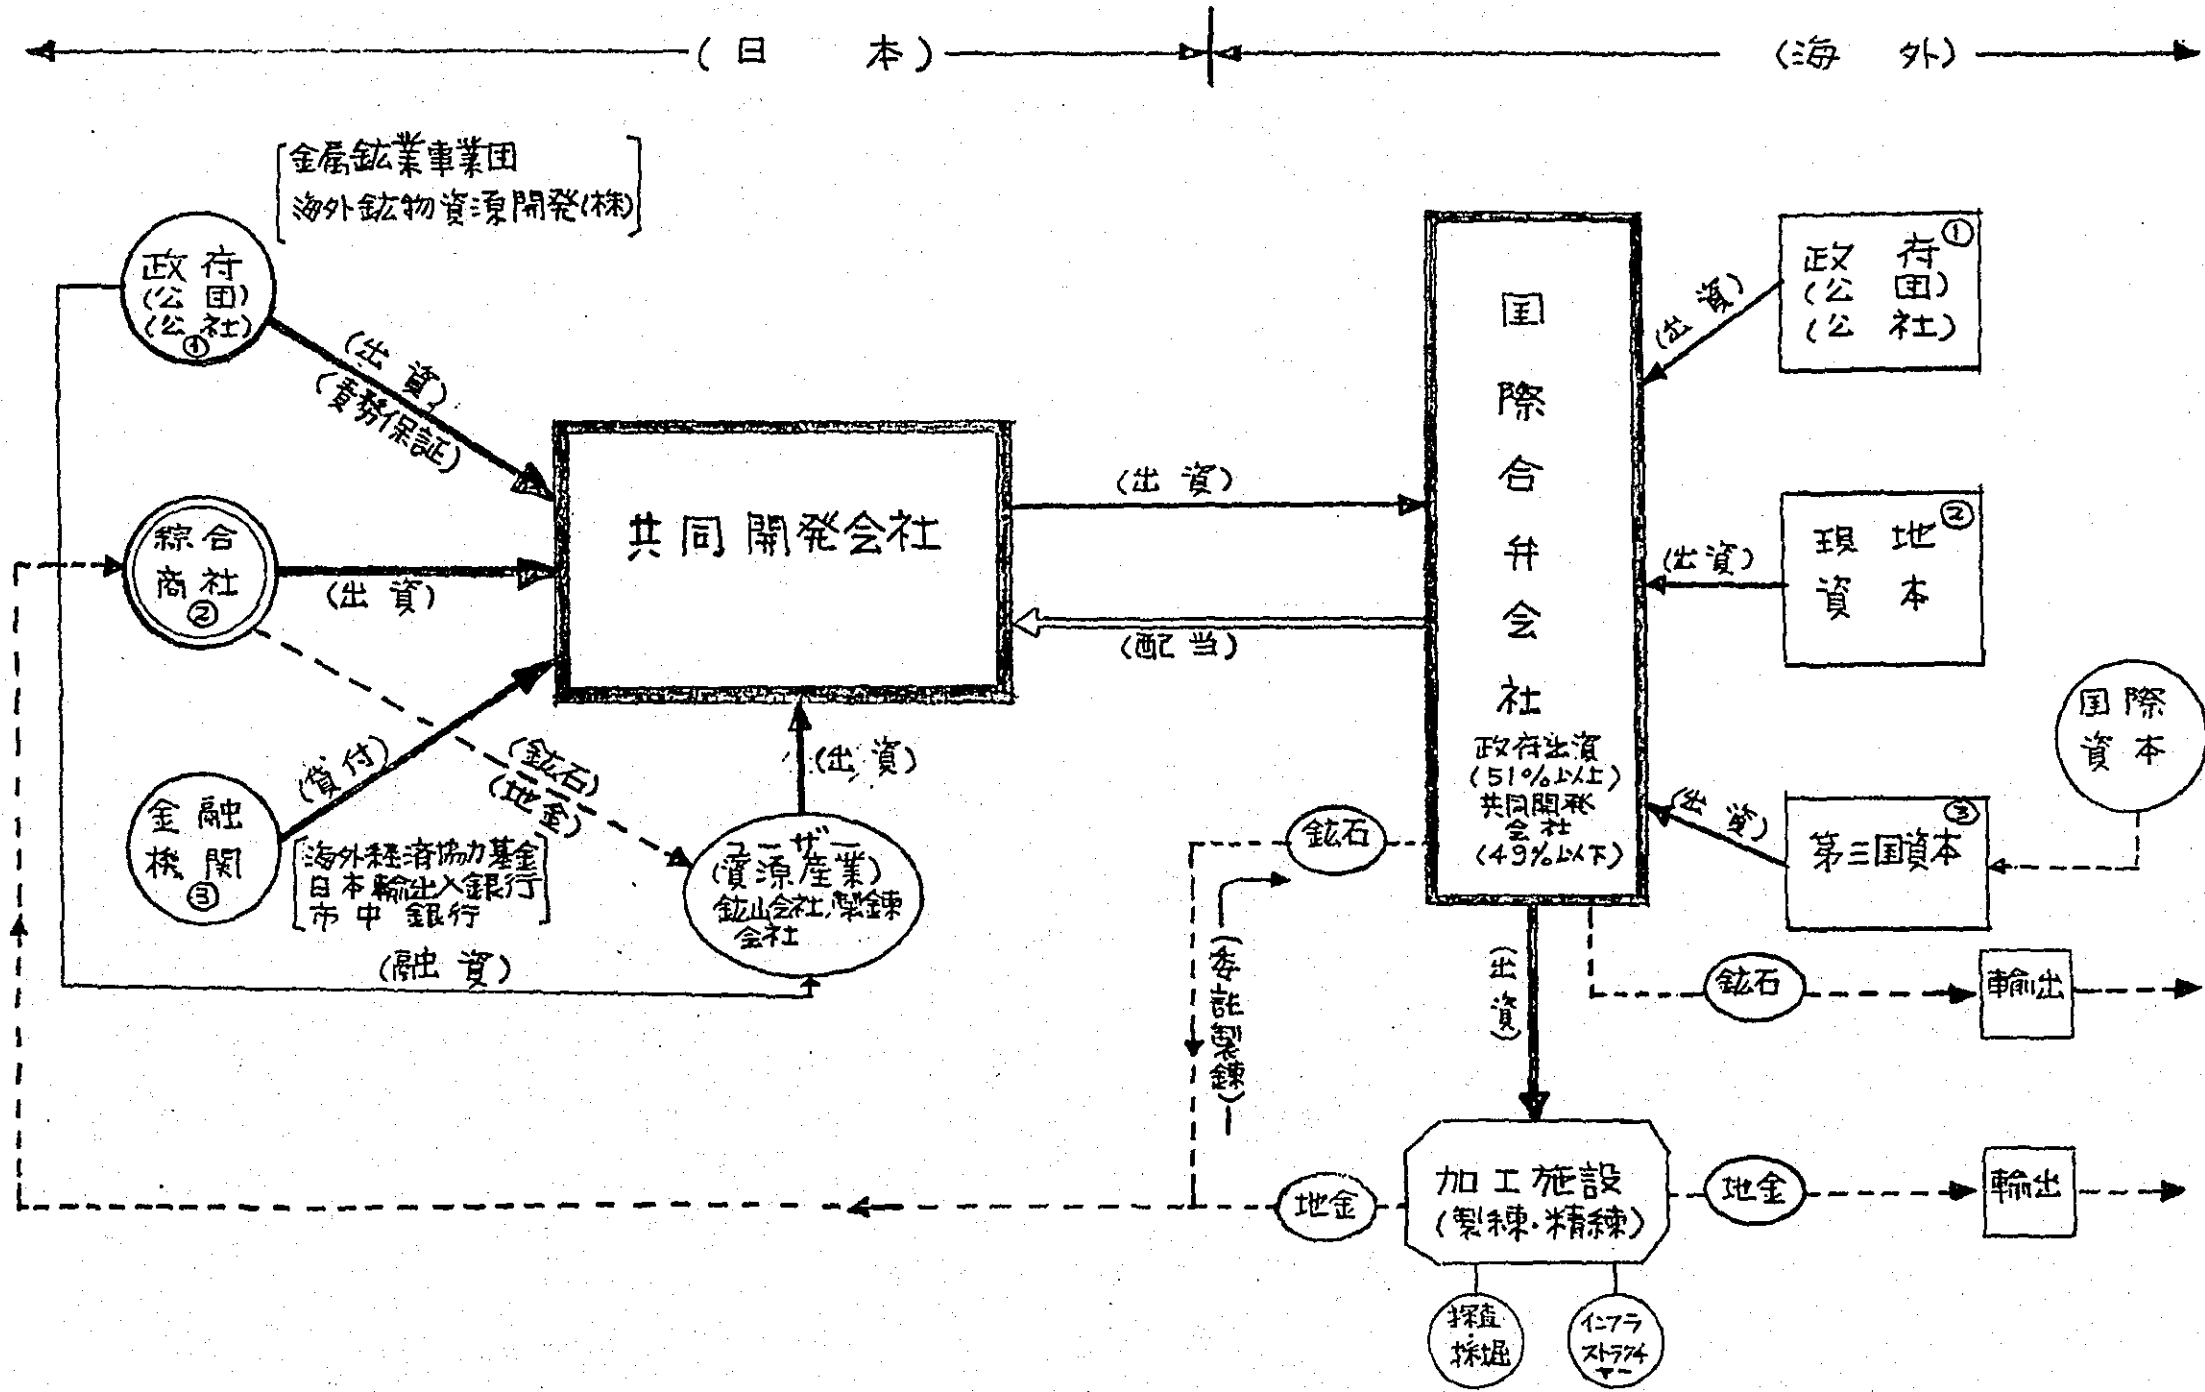 (日 本)
(海 外)
金属鉱業事業団
海外鉱物資源開発(株)
政府
(公団)
(公社)
①
(出資)
(債務保証)
綜合
商社
②
(出資)
金融
機関
③
(貸付)
海外経済協力基金
日本輸出入銀行
市中銀行
(融資)
(鉱石)
(地金)
共同開発会社
(出資)
ユーザー
(資源産業)
鉱山会社、製錬
会社
(出資)
(配当)
国際合弁会社
政府出資
(51%以上)
共同開発
会社
(49%以下)
政府
①
(公団)
(公社)
(出資)
現地
②
資本
(出資)
国際
資本
第三国資本
③
(出資)
鉱石
(委託製錬)
(出資)
鉱石
輸出
地金
加工施設
(製練・精練)
地金
輸出
探査
採掘
インフラ
ストラクチ
ャー